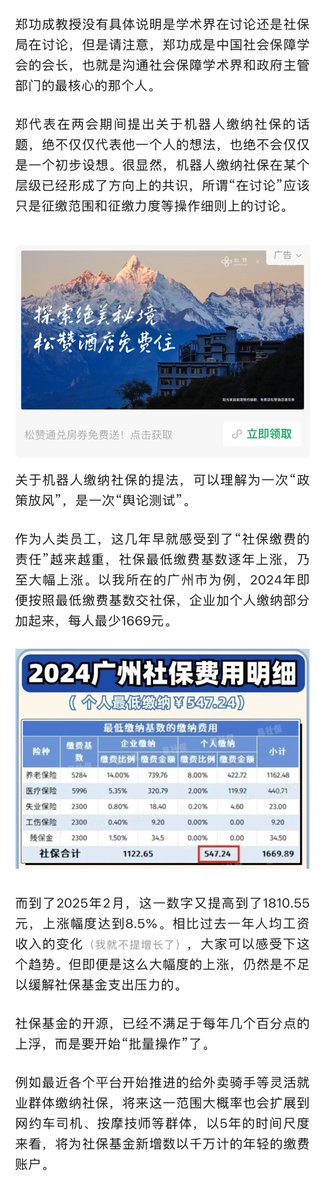 郑功成教授没有具体说明是学术界在讨论还是社保
局在讨论，但是请注意，郑功成是中国社会保障学
会的会长，也就是沟通社会保障学术界和政府主管
部门的最核心的那个人。
郑代表在两会期间提出关于机器人缴纳社保的话
题，绝不仅仅代表他一个人的想法，也绝不会仅仅
是一个初步设想。很显然，机器人缴纳社保在某个
层级已经形成了方向上的共识，所谓“在讨论”应该
只是征缴范围和征缴力度等操作细则上的讨论。
广告
松赞
探索绝美秘境
松赞酒店免费住
松赞通兑房券免费送！点击获取
立即领取
关于机器人缴纳社保的提法，可以理解为一次“政
策放风”，是一次“舆论测试”。
作为人类员工，这几年早就感受到了“社保缴费的
责任”越来越重，社保最低缴费基数逐年上涨，乃
至大幅上涨。以我所在的广州市为例，2024年即
便按照最低缴费基数交社保，企业加个人缴纳部分
加起来，每人最少1669元。
2024广州社保费用明细
（个人最低缴纳￥547.24）
最低缴纳基数的缴纳费用
险种 缴费基数 企业缴纳 个人缴纳 小计
缴费比例 缴费金额 缴费比例 缴费金额
养老保险 5284 14.00% 739.76 8.00% 422.72 1162.48
医疗保险 5996 5.35% 320.79 2.00% 119.92 440.71
失业保险 2300 0.80% 18.40 0.20% 4.60 23.00
工伤保险 2300 0.40% 9.20 0.00% 0.00 9.20
残保金 2300 1.50% 34.5 0.00% 0.00 34.50
社保合计 1122.65 547.24 1669.89
而到了2025年2月，这一数字又提高到了1810.55
元，上涨幅度达到8.5%。相比过去一年人均工资
收入的变化（我就不提增长了），大家可以感受下这
个趋势。但即便是这么大幅度的上涨，仍然是不足
以缓解社保基金支出压力的。
社保基金的开源，已经不满足于每年几个百分点的
上浮，而是要开始“批量操作”了。
例如最近各个平台开始推进的给外卖骑手等灵活就
业群体缴纳社保，将来这一范围大概率也会扩展到
网约车司机、按摩技师等群体，以5年的时间尺度
来看，将为社保基金新增数以千万计的年轻的缴费
账户。